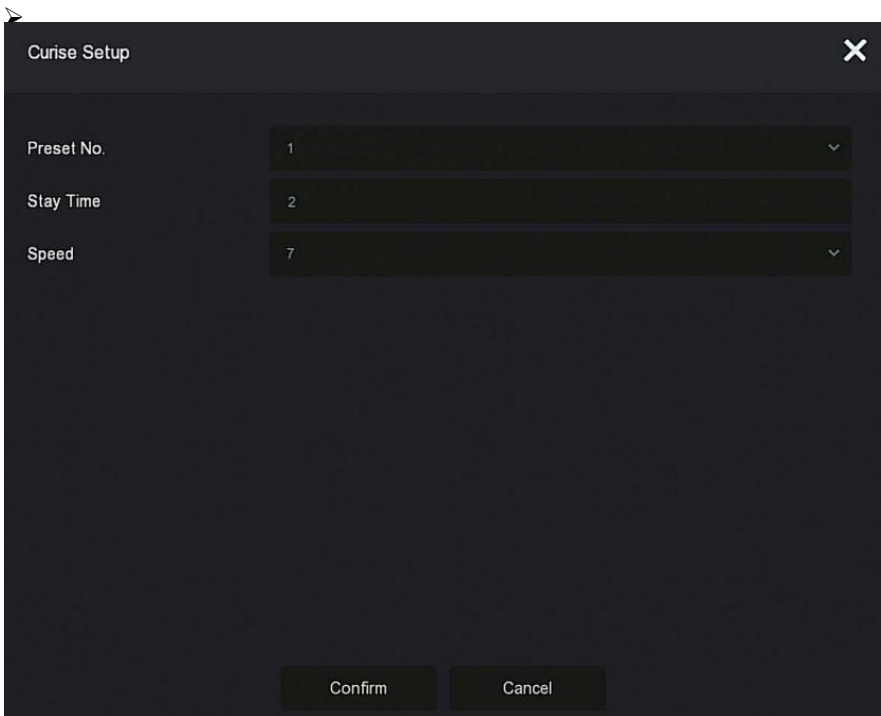 ➢
Curise Setup
Preset No. 1
Stay Time 2
Speed 7
Confirm Cancel